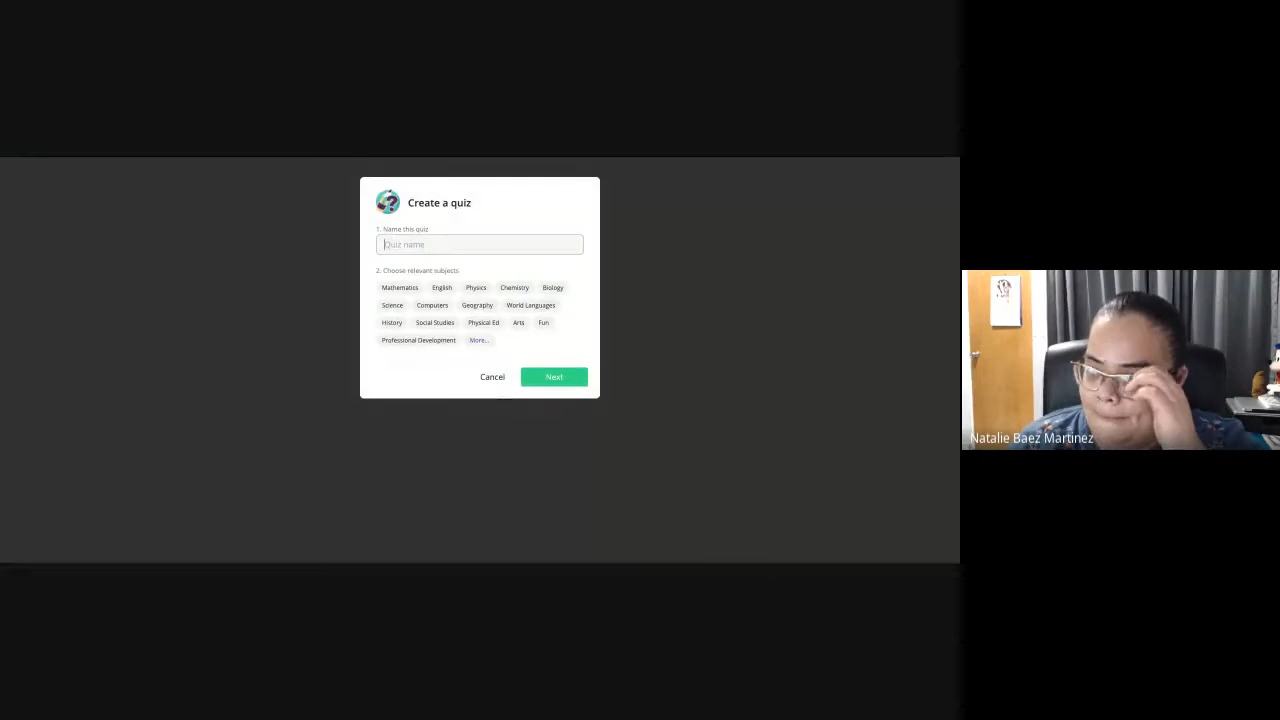 Create a quiz
1. Name this quiz
Quiz name
2. Choose relevant subjects
Mathematics English Physics Chemistry Biology
Science Computers Geography World Languages
History Social Studies Physical Ed Arts Fun
Professional Development More...
Cancel Next
Natalie Baez Martinez